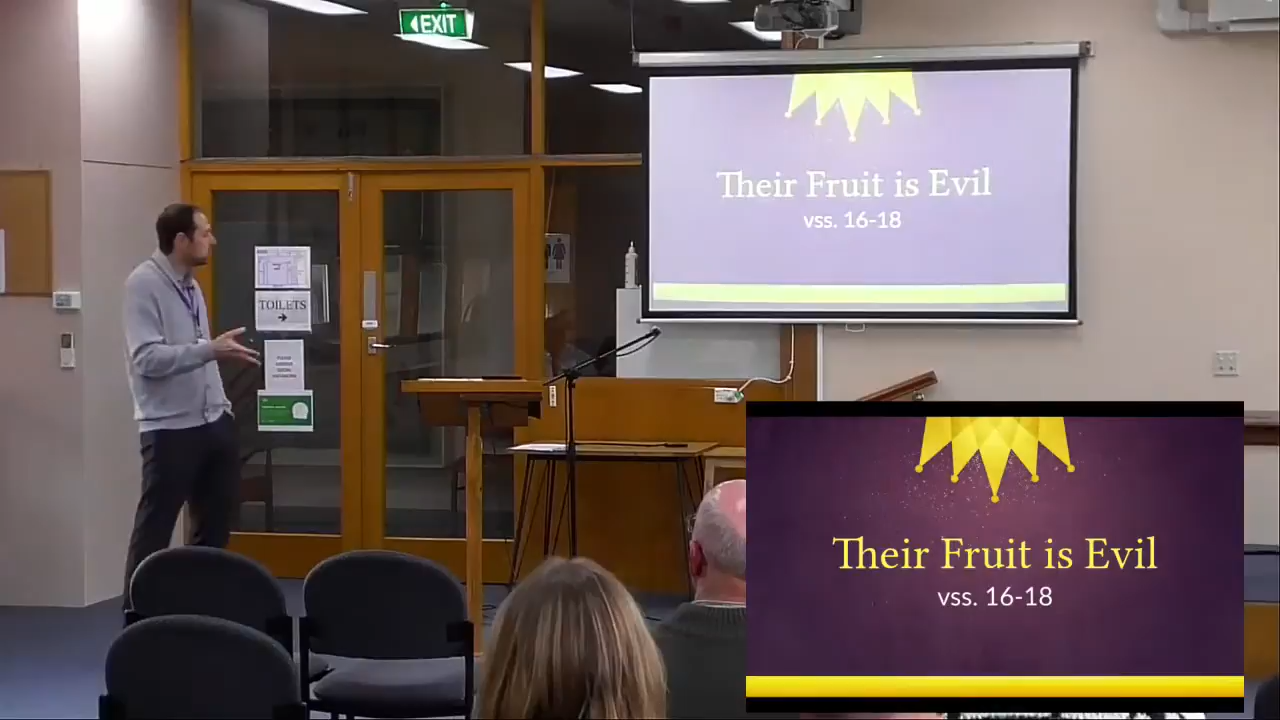 EXIT
Their Fruit is Evil
vss. 16-18
TOILETS
Their Fruit is Evil
vss. 16-18